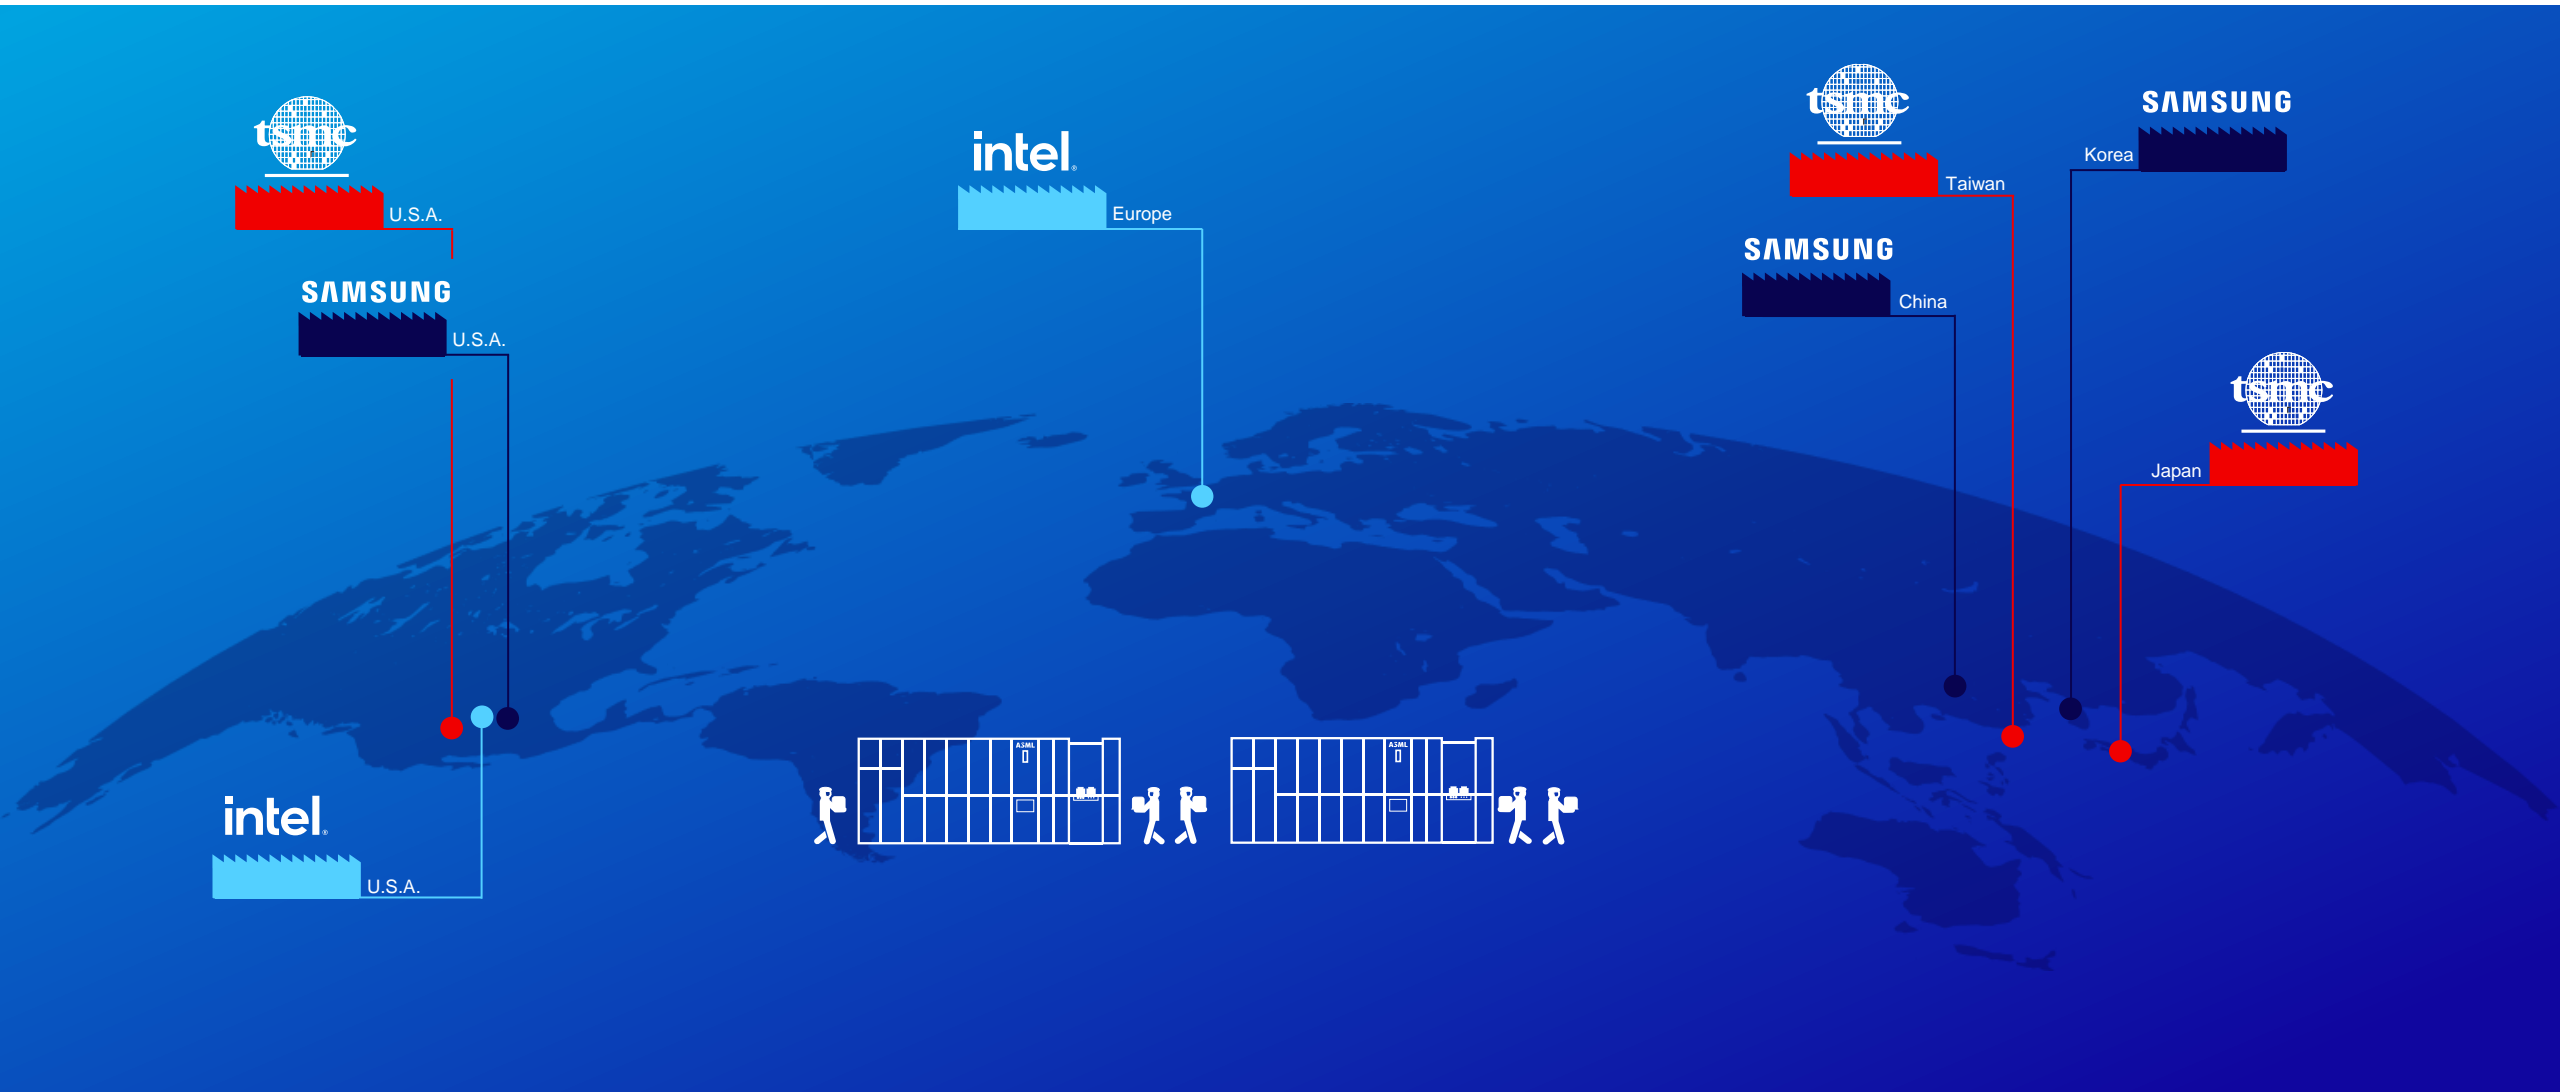 tsmc
U.S.A.
SAMSUNG
U.S.A.
intel
U.S.A.
intel
Europe
tsmc
Taiwan
SAMSUNG
Korea
SAMSUNG
China
tsmc
Japan
ASML
ASML